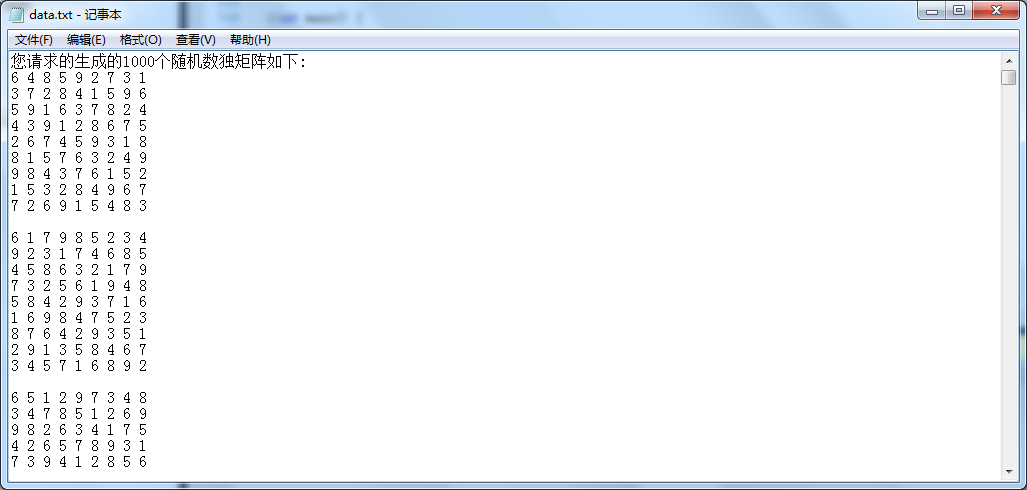 data.txt - 记事本
文件(F) 编辑(E) 格式(O) 查看(V) 帮助(H)
您请求的生成的1000个随机数独矩阵如下:
6 4 8 5 9 2 7 3 1
3 7 2 8 4 1 5 9 6
5 9 1 6 3 7 8 2 4
4 3 9 1 2 8 6 7 5
2 6 7 4 5 9 3 1 8
8 1 5 7 6 3 2 4 9
9 8 4 3 7 6 1 5 2
1 5 3 2 8 4 9 6 7
7 2 6 9 1 5 4 8 3
6 1 7 9 8 5 2 3 4
9 2 3 1 7 4 6 8 5
4 5 8 6 3 2 1 7 9
7 3 2 5 6 1 9 4 8
5 8 4 2 9 3 7 1 6
1 6 9 8 4 7 5 2 3
8 7 6 4 2 9 3 5 1
2 9 1 3 5 8 4 6 7
3 4 5 7 1 6 8 9 2
6 5 1 2 9 7 3 4 8
3 4 7 8 5 1 2 6 9
9 8 2 6 3 4 1 7 5
4 2 6 5 7 8 9 3 1
7 3 9 4 1 2 8 5 6